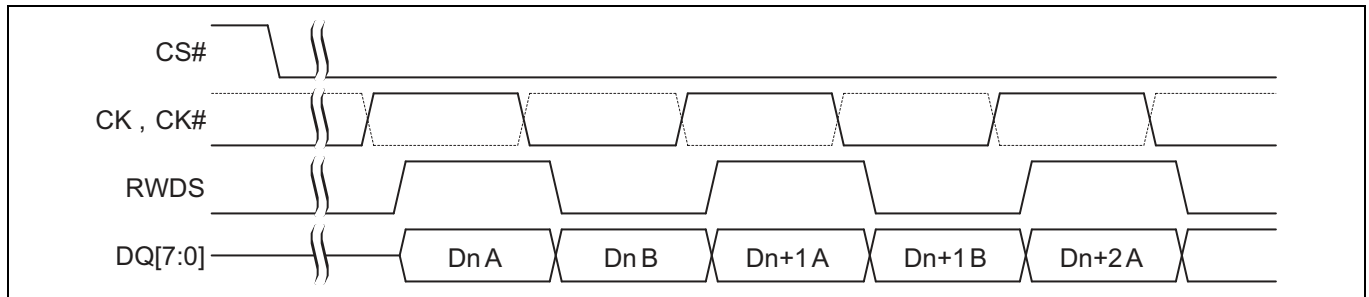 CS#
CK , CK#
RWDS
DQ[7:0]
Dn A
Dn B
Dn+1 A
Dn+1 B
Dn+2 A